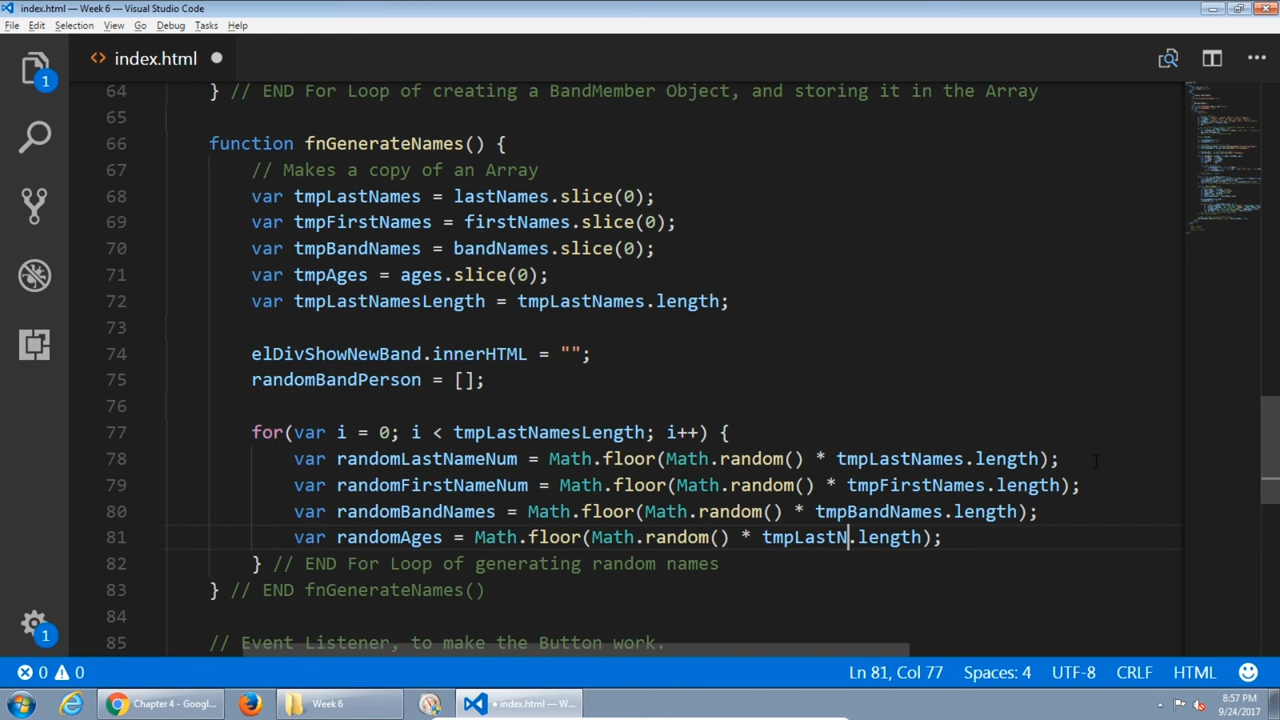 index.html — Week 6 - Visual Studio Code
File Edit Selection View Go Debug Tasks Help
1 <> index.html ● •••
64 } // END For Loop of creating a BandMember Object, and storing it in the Array
65
66 function fnGenerateNames() {
67 // Makes a copy of an Array
68 var tmpLastNames = lastNames.slice(0);
69 var tmpFirstNames = firstNames.slice(0);
70 var tmpBandNames = bandNames.slice(0);
71 var tmpAges = ages.slice(0);
72 var tmpLastNamesLength = tmpLastNames.length;
73
74 elDivShowNewBand.innerHTML = "";
75 randomBandPerson = [];
76
77 for(var i = 0; i < tmpLastNamesLength; i++) {
78 var randomLastNameNum = Math.floor(Math.random() * tmpLastNames.length);
79 var randomFirstNameNum = Math.floor(Math.random() * tmpFirstNames.length);
80 var randomBandNames = Math.floor(Math.random() * tmpBandNames.length);
81 var randomAges = Math.floor(Math.random() * tmpLastN.length);
82 } // END For Loop of generating random names
83 } // END fnGenerateNames()
84
85 // Event Listener, to make the Button work.
1
0 0 Ln 81, Col 77 Spaces: 4 UTF-8 CRLF HTML
Chapter 4 - Googl... Week 6 ● index.html — W... 8:57 PM
9/24/2017